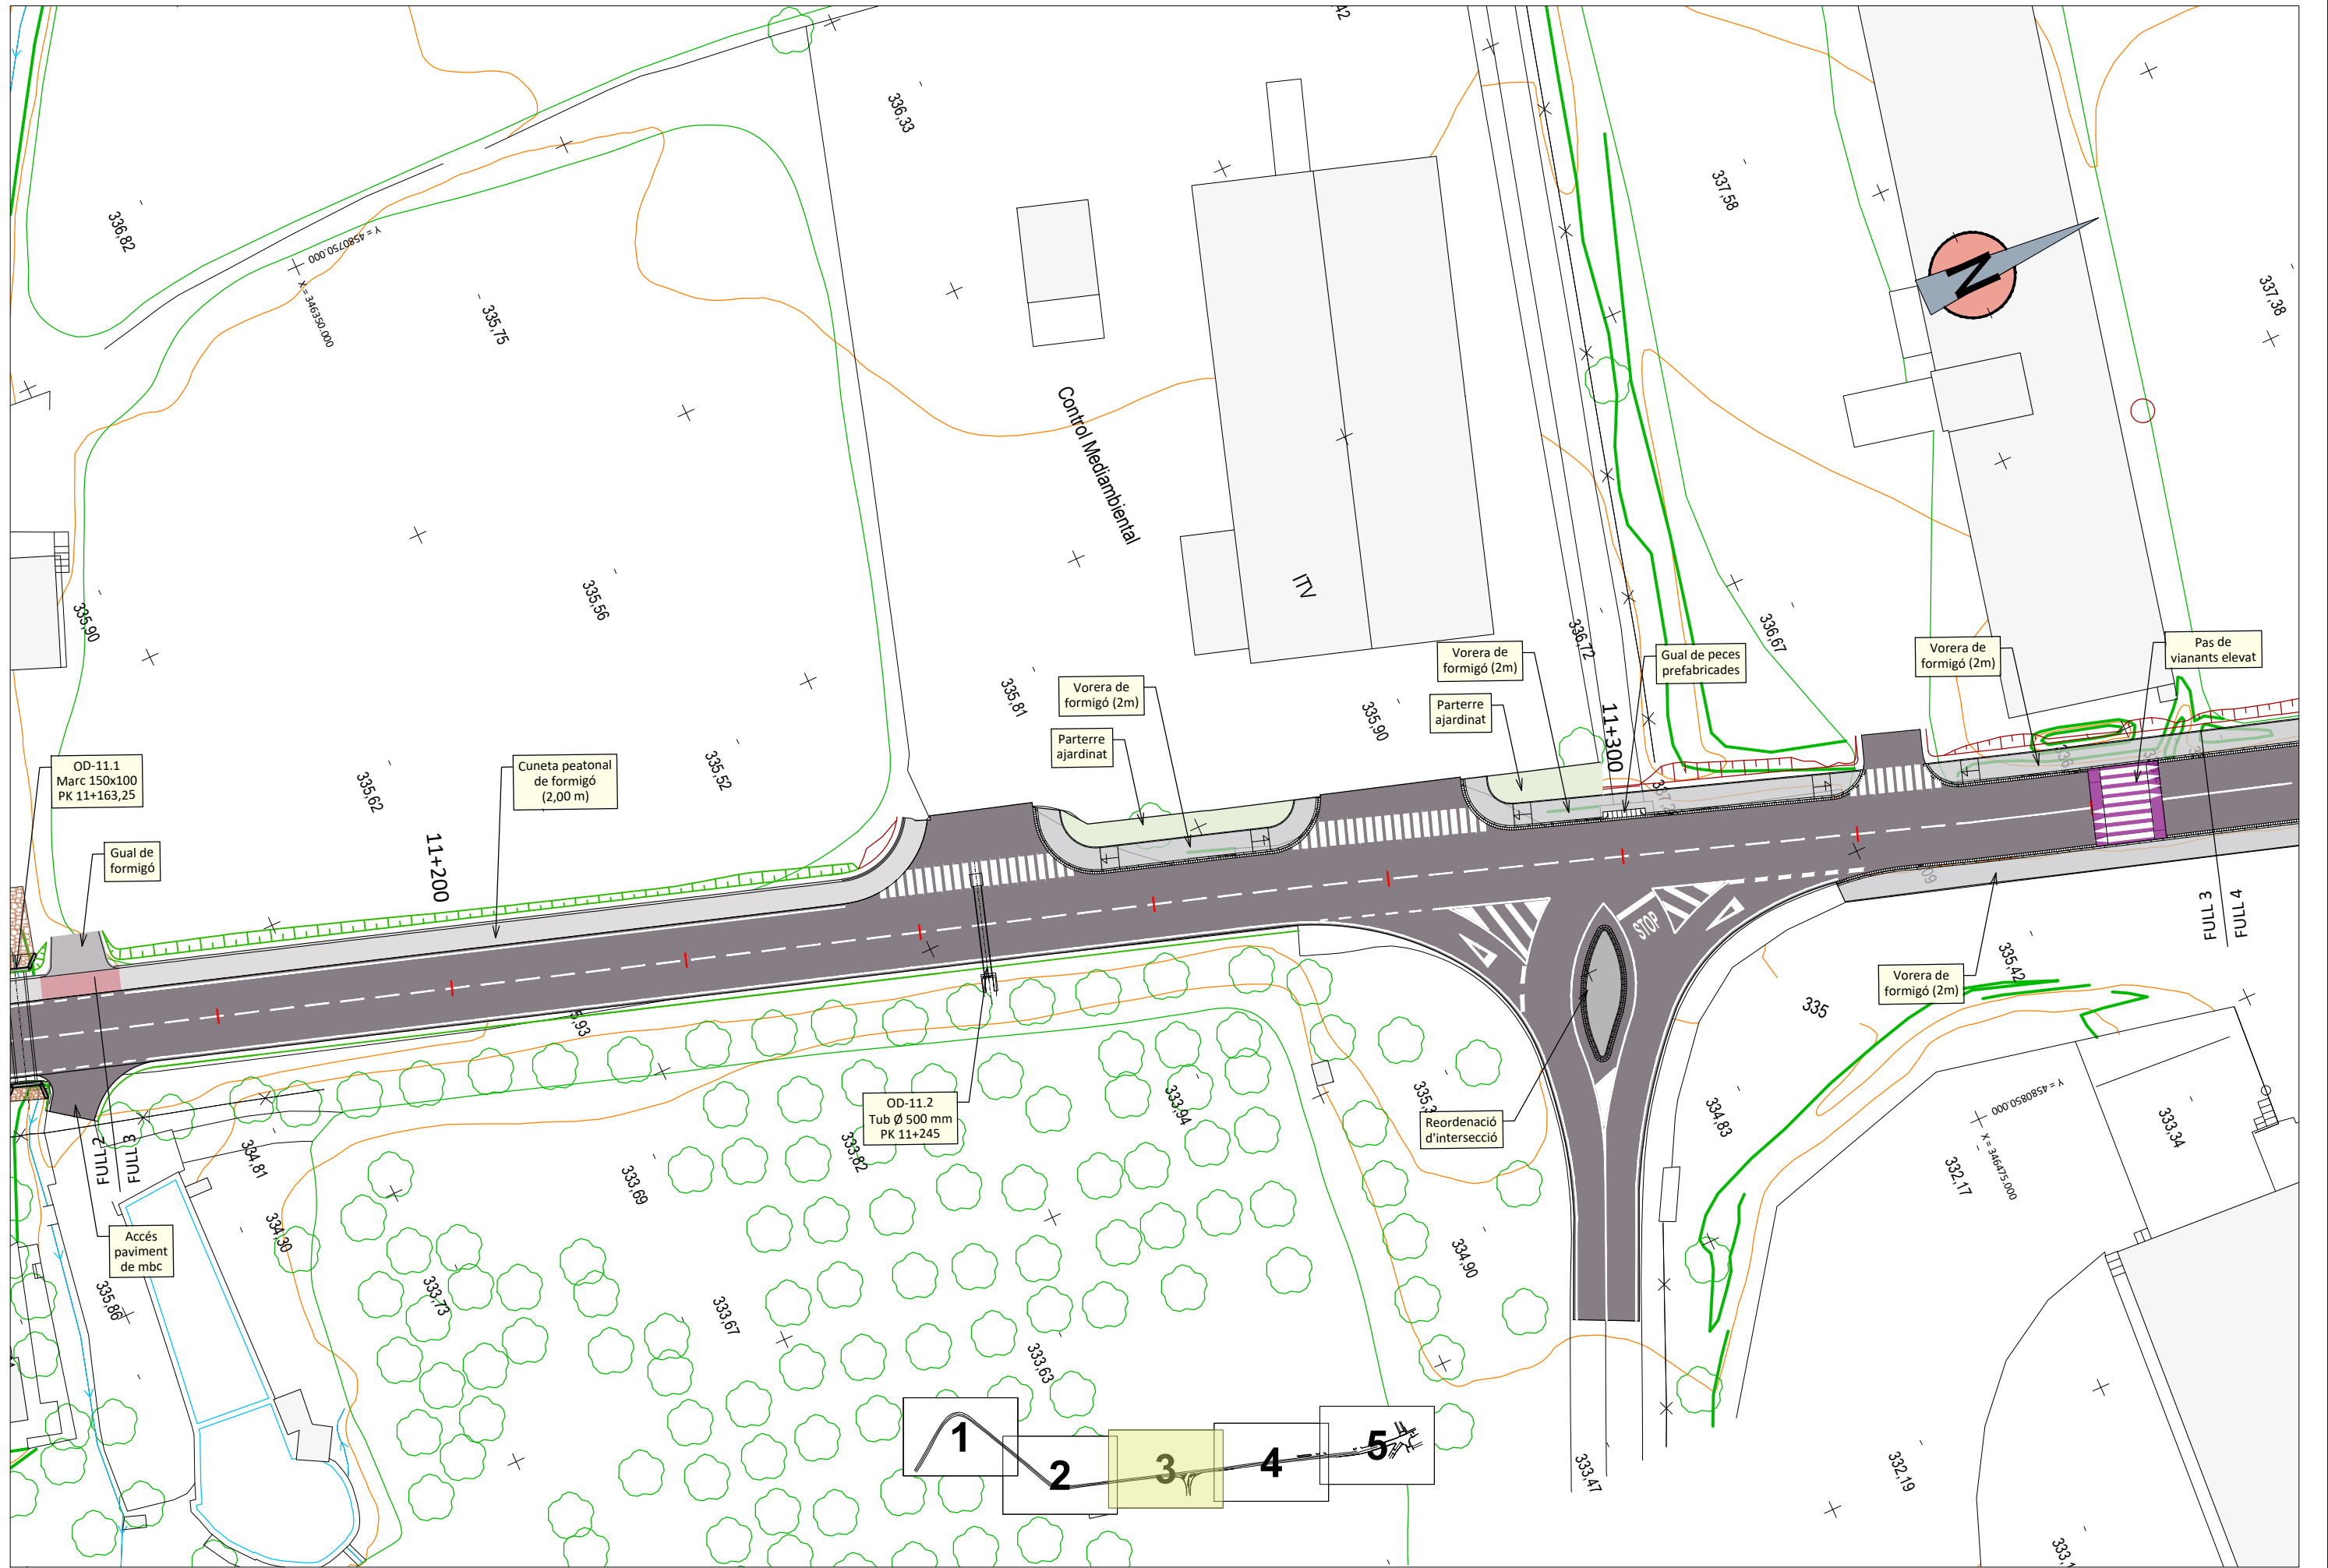 336,82
Y = 4580750.000
X = 346350.000
335,75
336,33
337,58
N
337,38
335,90
335,56
Control Mediambiental
ITV
336,72
336,67
335,81
335,90
335,62
335,52
OD-11.1
Marc 150x100
PK 11+163,25
Gual de
formigó
Cuneta peatonal
de formigó
(2,00 m)
11+200
Parterre
ajardinat
Vorera de
formigó (2m)
Parterre
ajardinat
Vorera de
formigó (2m)
11+300
Gual de peces
prefabricades
Vorera de
formigó (2m)
Pas de
vianants elevat
STOP
FULL 3
FULL 4
Vorera de
formigó (2m)
335,42
335
FULL 2
FULL 3
Accés
paviment
de mbc
OD-11.2
Tub Ø 500 mm
PK 11+245
Reordenació
d'intersecció
334,81
334,30
335,86
333,73
333,69
333,82
333,94
333,67
333,63
334,90
334,83
Y = 4580850.000
X = 346475.000
332,17
333,34
333,47
332,19
1
2
3
4
5